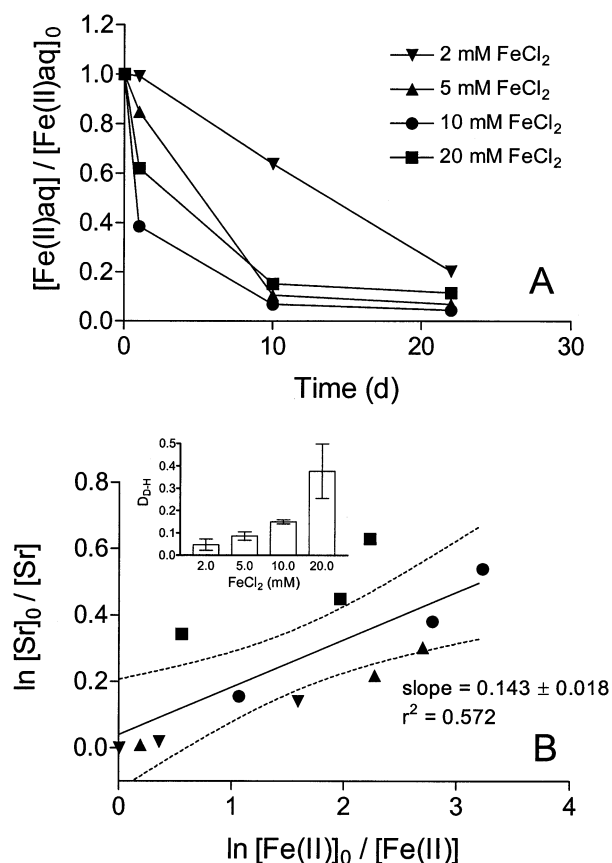 1.2
1.0
0.8
0.6
0.4
0.2
0.0
[Fe(II)aq] / [Fe(II)aq]₀
2 mM FeCl₂
5 mM FeCl₂
10 mM FeCl₂
20 mM FeCl₂
A
0 10 20 30
Time (d)
0.5
0.4
0.3
0.2
0.1
0.0
D_D-H
2.0 5.0 10.0 20.0
FeCl₂ (mM)
0.8
0.6
0.4
0.2
0.0
ln [Sr]₀ / [Sr]
slope = 0.143 ± 0.018
r² = 0.572
B
0 1 2 3 4
ln [Fe(II)]₀ / [Fe(II)]